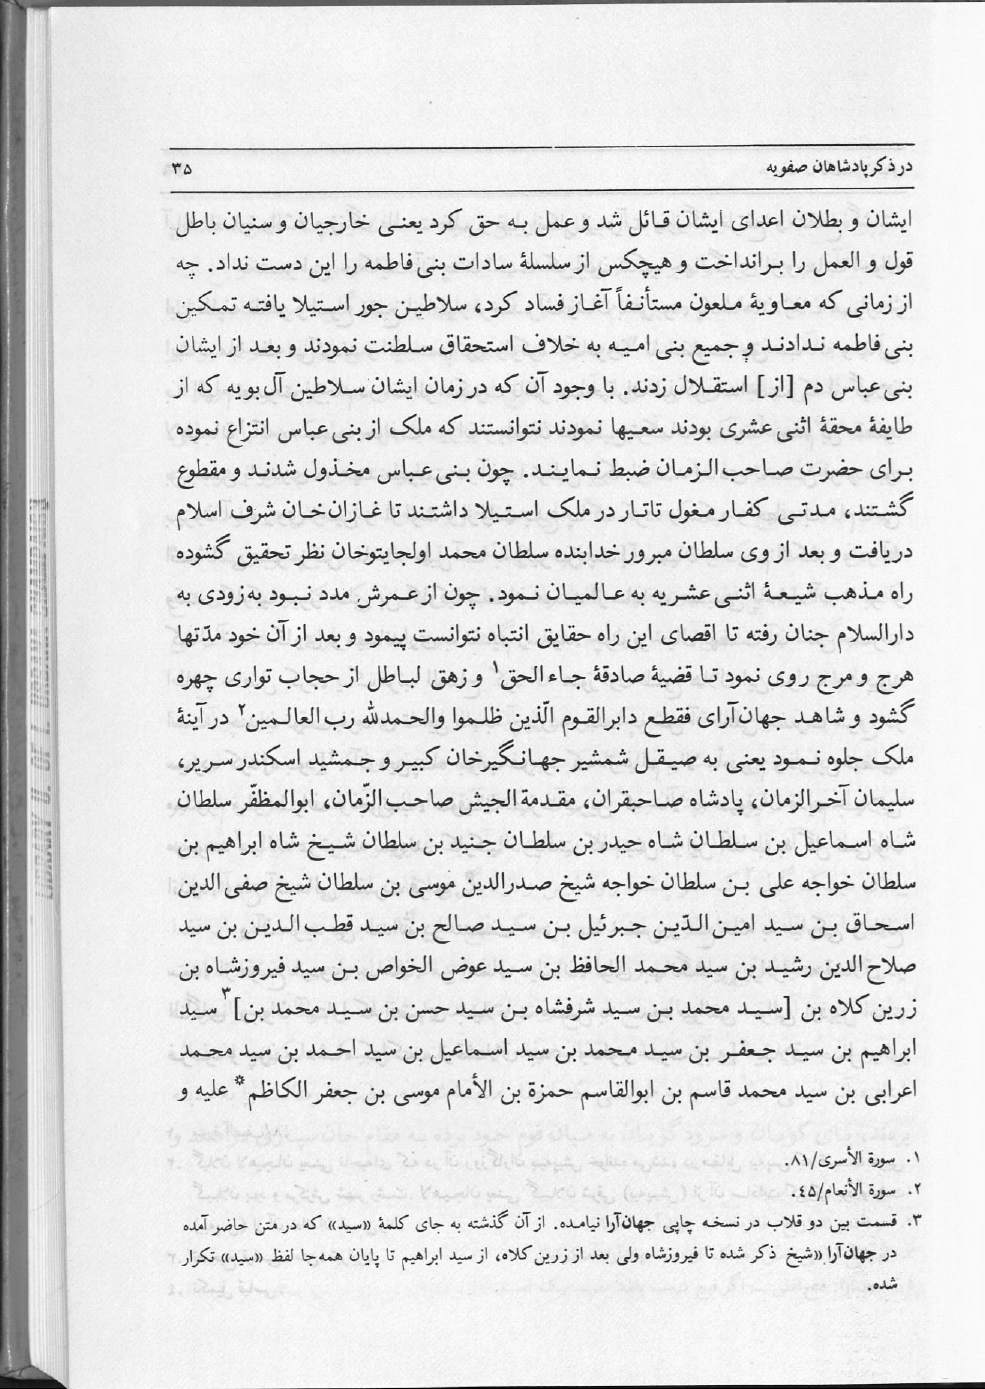 در ذکر پادشاهان صفویه ۳۵
ایشان و بطلان اعدای ایشان قائل شد و عمل به حق کرد یعنی خارجیان و سنیان باطل
قول و العمل را برانداخت و هیچکس از سلسلهٔ سادات بنی فاطمه را این دست نداد. چه
از زمانی که معاویهٔ ملعون مستأنفاً آغاز فساد کرد، سلاطین جور استیلا یافته تمکین
بنی فاطمه ندادند و جمیع بنی امیه به خلاف استحقاق سلطنت نمودند و بعد از ایشان
بنی عباس دم [از] استقلال زدند. با وجود آن که در زمان ایشان سلاطین آل بویه که از
طایفهٔ محقهٔ اثنی عشری بودند سعیها نمودند نتوانستند که ملک از بنی عباس انتزاع نموده
برای حضرت صاحب الزمان ضبط نمایند. چون بنی عباس مخذول شدند و مقطوع
گشتند، مدتی کفار مغول تاتار در ملک استیلا داشتند تا غازان خان شرف اسلام
دریافت و بعد از وی سلطان مبرور خدابنده سلطان محمد اولجایتوخان نظر تحقیق گشوده
راه مذهب شیعهٔ اثنی عشریه به عالمیان نمود. چون از عمرش مدد نبود به زودی به
دارالسلام جنان رفته تا اقصای این راه حقایق انتباه نتوانست پیمود و بعد از آن خود مدّتها
هرج و مرج روی نمود تا قضیهٔ صادقهٔ جاء الحق۱ و زهق لباطل از حجاب تواری چهره
گشود و شاهد جهان‌آرای فقطع دابر القوم الّذین ظلموا والحمدلله رب العالمین۲ در آینهٔ
ملک جلوه نمود یعنی به صیقل شمشیر جهانگیرخان کبیر و جمشید اسکندر سریر،
سلیمان آخرالزمان، پادشاه صاحبقران، مقدمة الجیش صاحب الزّمان، ابوالمظفّر سلطان
شاه اسماعیل بن سلطان شاه حیدر بن سلطان جنید بن سلطان شیخ شاه ابراهیم بن
سلطان خواجه علی بن سلطان خواجه شیخ صدرالدین موسی بن سلطان شیخ صفی الدین
اسحاق بن سید امین الدّین جبرئیل بن سید صالح بن سید قطب الدین بن سید
صلاح الدین رشید بن سید محمد الحافظ بن سید عوض الخواص بن سید فیروزشاه بن
زرین کلاه بن [سید محمد بن سید شرفشاه بن سید حسن بن سید محمد بن]۳ سید
ابراهیم بن سید جعفر بن سید محمد بن سید اسماعیل بن سید احمد بن سید محمد
اعرابی بن سید محمد قاسم بن ابوالقاسم حمزة بن الأمام موسی بن جعفر الکاظم* علیه و
۱. سورة الأسری/۸۱.
۲. سورة الأنعام/۴۵.
۳. قسمت بین دو قلاب در نسخه چاپی جهان‌آرا نیامده. از آن گذشته به جای کلمهٔ «سید» که در متن حاضر آمده
در جهان‌آرا «شیخ ذکر شده تا فیروزشاه ولی بعد از زرین کلاه، از سید ابراهیم تا پایان همه‌جا لفظ «سید» تکرار
شده.